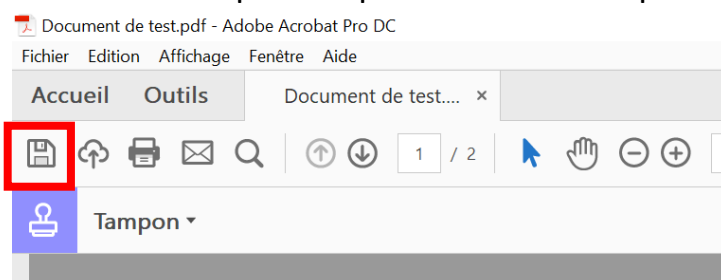 Document de test.pdf - Adobe Acrobat Pro DC
Fichier Edition Affichage Fenêtre Aide
Accueil Outils Document de test.... ×
1 / 2
Tampon